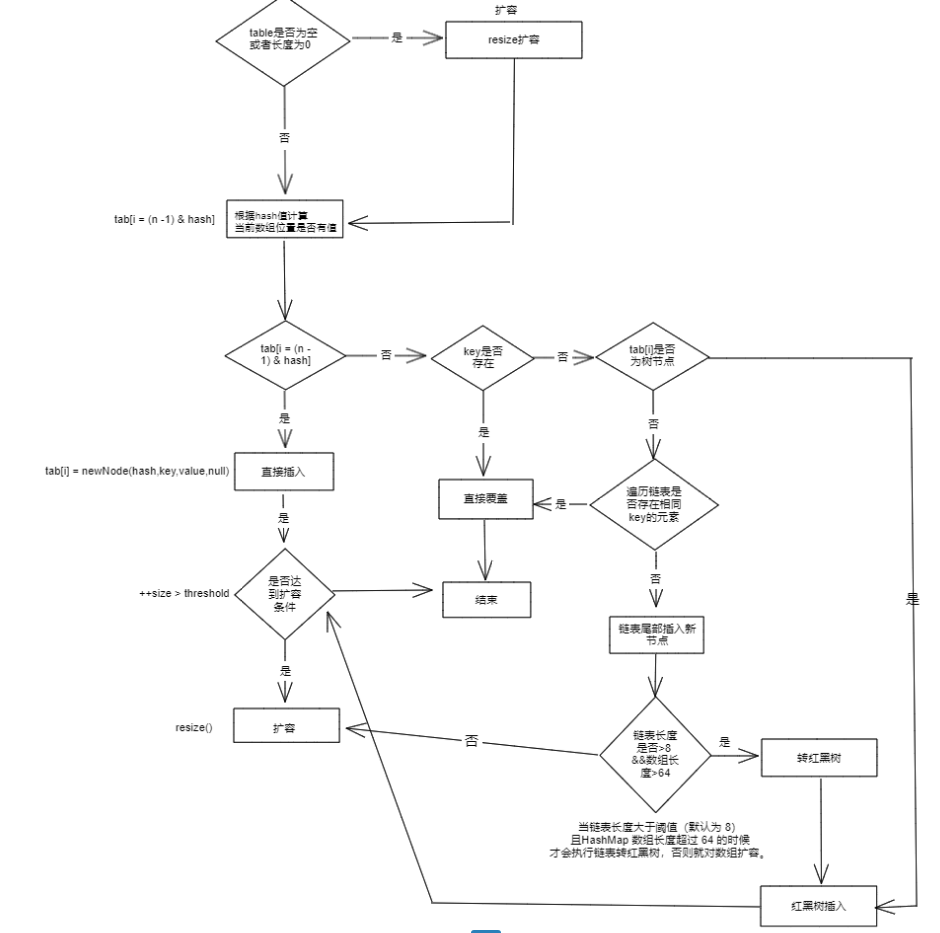 扩容
table是否为空
或者长度为0
是
resize扩容
否
tab[i = (n -1) & hash]
根据hash值计算
当前数组位置是否有值
tab[i = (n -
1) & hash]
否
key是否
存在
否
tab[i]是否
为树节点
是
是
否
tab[i] = newNode(hash,key,value,null)
直接插入
直接覆盖
是
遍历链表是
否存在相同
key的元素
是
++size > threshold
是否达
到扩容
条件
结束
否
是
链表尾部插入新
节点
是
resize()
扩容
否
链表长度
是否>8
&&数组长
度>64
是
转红黑树
当链表长度大于阈值（默认为 8）
且HashMap 数组长度超过 64 的时候
才会执行链表转红黑树，否则就对数组扩容。
红黑树插入